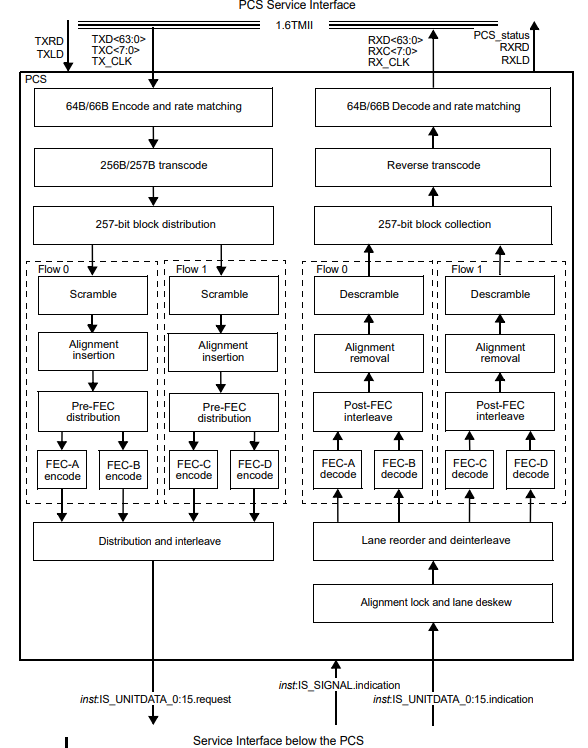 PCS Service Interface
1.6TMII
TXRD
TXLD
TXD<63:0>
TXC<7:0>
TX_CLK
RXD<63:0>
RXC<7:0>
RX_CLK
PCS_status
RXRD
RXLD
PCS
64B/66B Encode and rate matching
64B/66B Decode and rate matching
256B/257B transcode
Reverse transcode
257-bit block distribution
257-bit block collection
Flow 0
Flow 1
Flow 0
Flow 1
Scramble
Scramble
Descramble
Descramble
Alignment
insertion
Alignment
insertion
Alignment
removal
Alignment
removal
Pre-FEC
distribution
Pre-FEC
distribution
Post-FEC
interleave
Post-FEC
interleave
FEC-A
encode
FEC-B
encode
FEC-C
encode
FEC-D
encode
FEC-A
decode
FEC-B
decode
FEC-C
decode
FEC-D
decode
Distribution and interleave
Lane reorder and deinterleave
Alignment lock and lane deskew
inst:IS_UNITDATA_0:15.request
inst:IS_SIGNAL.indication
inst:IS_UNITDATA_0:15.indication
Service Interface below the PCS